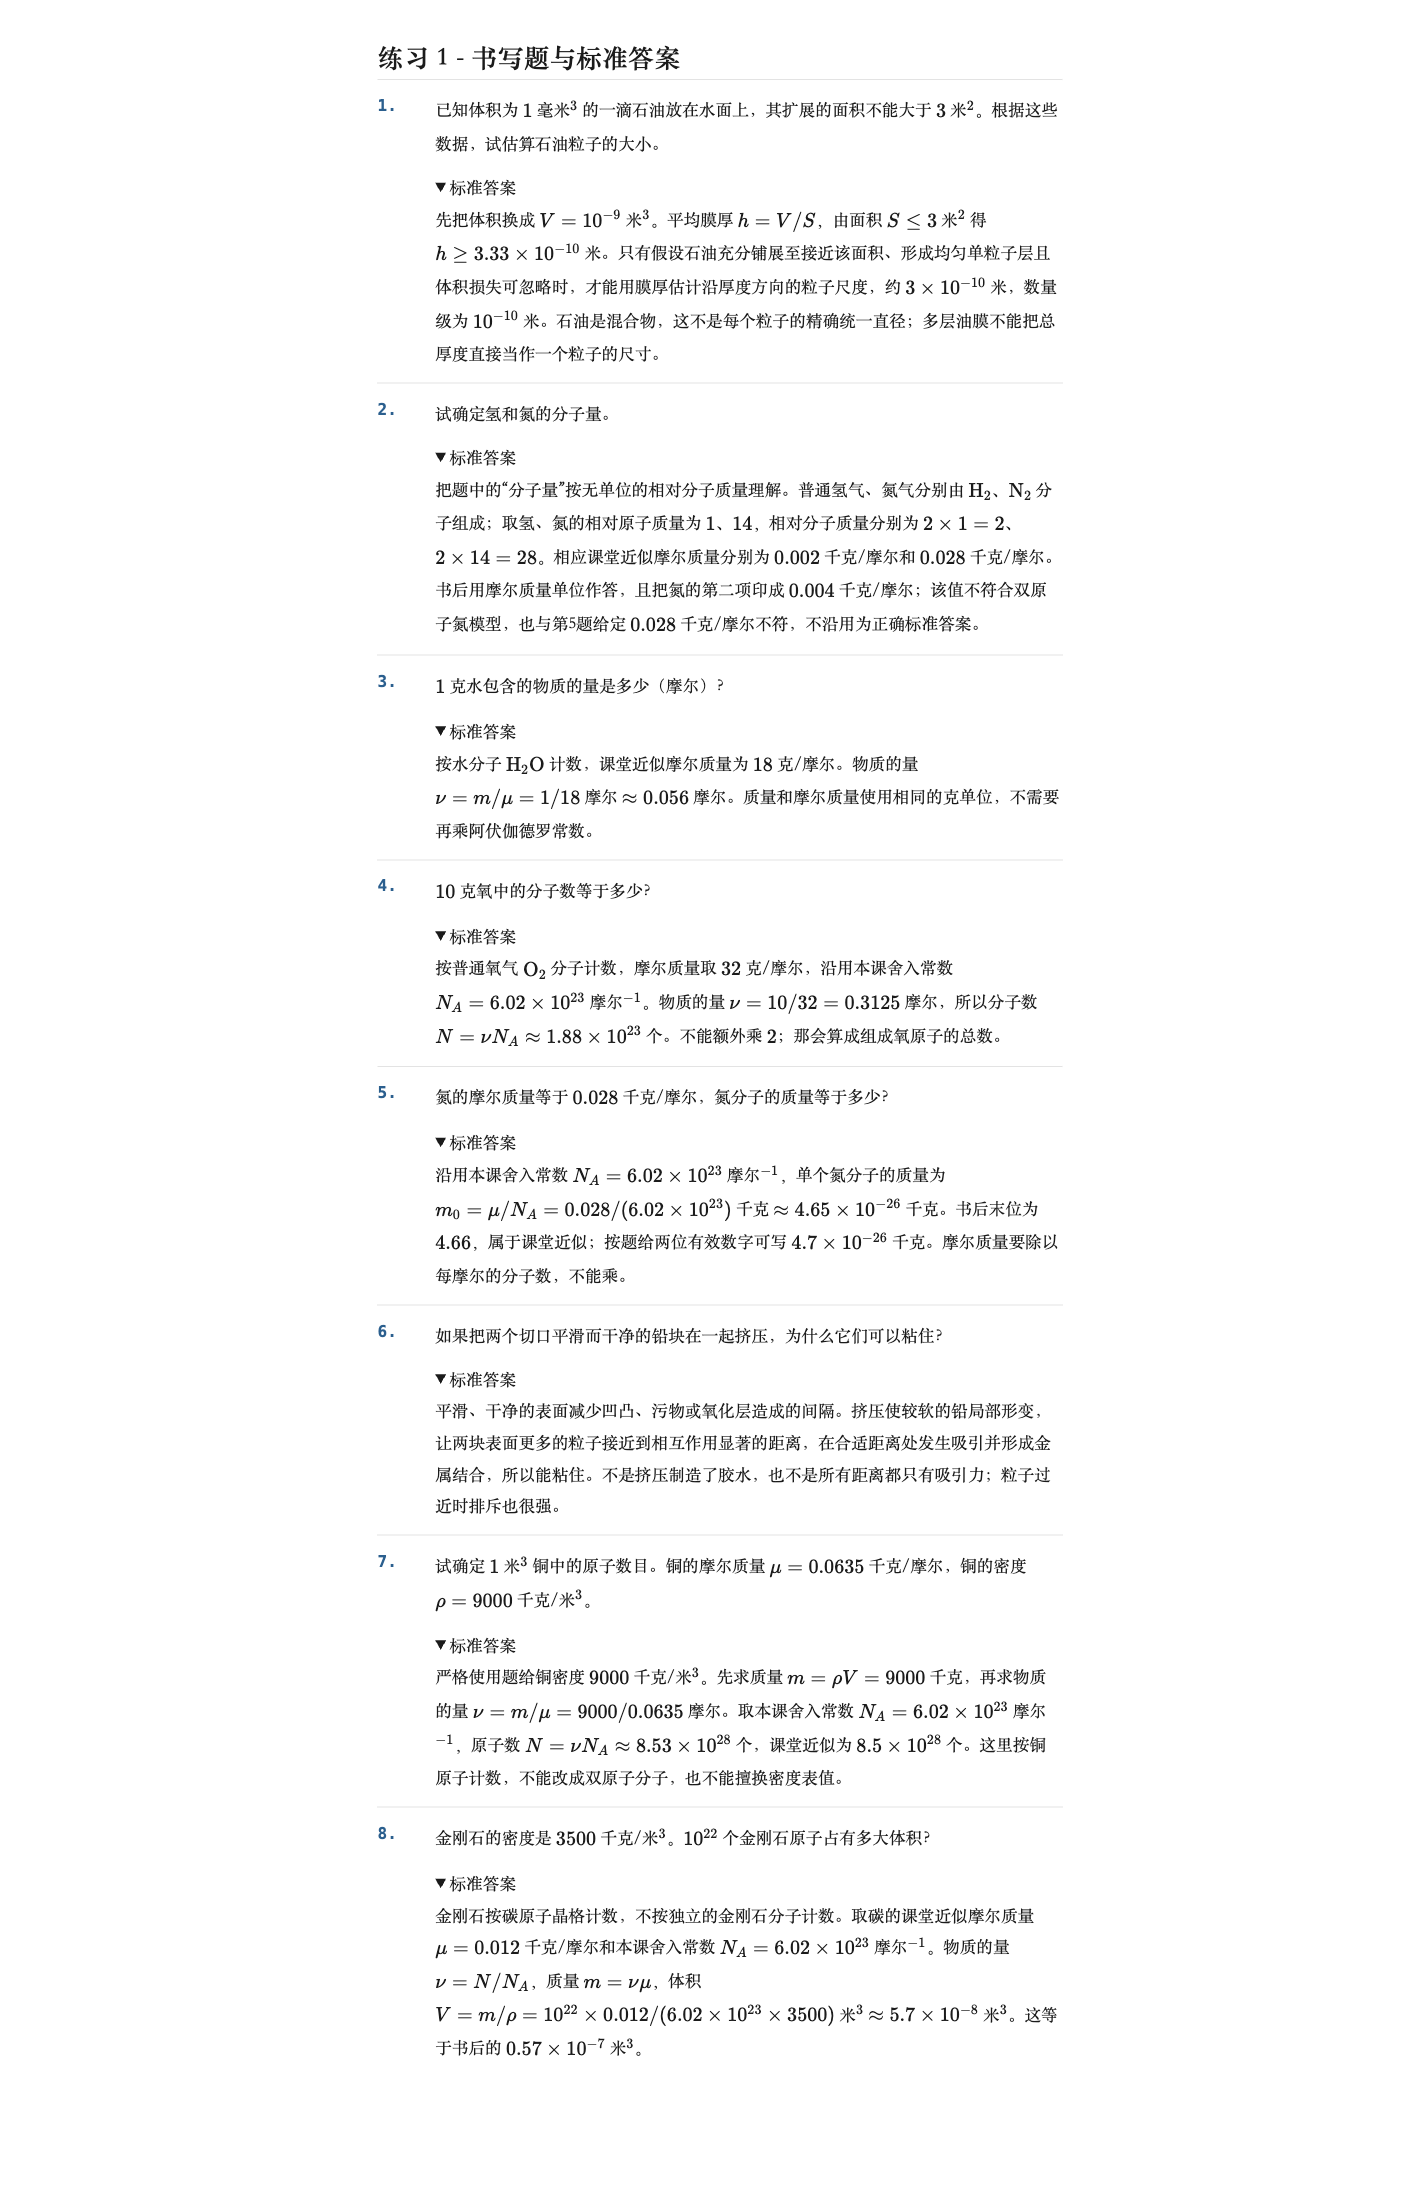 练习 1 - 书写题与标准答案
1. 已知体积为 1 毫米³ 的一滴石油放在水面上，其扩展的面积不能大于 3 米²。根据这些
数据，试估算石油粒子的大小。
▼标准答案
先把体积换成 V = 10⁻⁹ 米³。平均膜厚 h = V/S，由面积 S ≤ 3 米² 得
h ≥ 3.33 × 10⁻¹⁰ 米。只有假设石油充分铺展至接近该面积、形成均匀单粒子层且
体积损失可忽略时，才能用膜厚估计沿厚度方向的粒子尺度，约 3 × 10⁻¹⁰ 米，数量
级为 10⁻¹⁰ 米。石油是混合物，这不是每个粒子的精确统一直径；多层油膜不能把总
厚度直接当作一个粒子的尺寸。
2. 试确定氢和氮的分子量。
▼标准答案
把题中的“分子量”按无单位的相对分子质量理解。普通氢气、氮气分别由 H₂、N₂ 分
子组成；取氢、氮的相对原子质量为 1、14，相对分子质量分别为 2 × 1 = 2、
2 × 14 = 28。相应课堂近似摩尔质量分别为 0.002 千克/摩尔和 0.028 千克/摩尔。
书后用摩尔质量单位作答，且把氮的第二项印成 0.004 千克/摩尔；该值不符合双原
子氮模型，也与第5题给定 0.028 千克/摩尔不符，不沿用为正确标准答案。
3. 1 克水包含的物质的量是多少（摩尔）?
▼标准答案
按水分子 H₂O 计数，课堂近似摩尔质量为 18 克/摩尔。物质的量
ν = m/μ = 1/18 摩尔 ≈ 0.056 摩尔。质量和摩尔质量使用相同的克单位，不需要
再乘阿伏伽德罗常数。
4. 10 克氧中的分子数等于多少?
▼标准答案
按普通氧气 O₂ 分子计数，摩尔质量取 32 克/摩尔，沿用本课舍入常数
N_A = 6.02 × 10²³ 摩尔⁻¹。物质的量 ν = 10/32 = 0.3125 摩尔，所以分子数
N = νN_A ≈ 1.88 × 10²³ 个。不能额外乘 2；那会算成组成氧原子的总数。
5. 氮的摩尔质量等于 0.028 千克/摩尔，氮分子的质量等于多少?
▼标准答案
沿用本课舍入常数 N_A = 6.02 × 10²³ 摩尔⁻¹，单个氮分子的质量为
m₀ = μ/N_A = 0.028/(6.02 × 10²³) 千克 ≈ 4.65 × 10⁻²⁶ 千克。书后末位为
4.66，属于课堂近似；按题给两位有效数字可写 4.7 × 10⁻²⁶ 千克。摩尔质量要除以
每摩尔的分子数，不能乘。
6. 如果把两个切口平滑而干净的铅块在一起挤压，为什么它们可以粘住?
▼标准答案
平滑、干净的表面减少凹凸、污物或氧化层造成的间隔。挤压使较软的铅局部形变，
让两块表面更多的粒子接近到相互作用显著的距离，在合适距离处发生吸引并形成金
属结合，所以能粘住。不是挤压制造了胶水，也不是所有距离都只有吸引力；粒子过
近时排斥也很强。
7. 试确定 1 米³ 铜中的原子数目。铜的摩尔质量 μ = 0.0635 千克/摩尔，铜的密度
ρ = 9000 千克/米³。
▼标准答案
严格使用题给铜密度 9000 千克/米³。先求质量 m = ρV = 9000 千克，再求物质
的量 ν = m/μ = 9000/0.0635 摩尔。取本课舍入常数 N_A = 6.02 × 10²³ 摩尔
⁻¹，原子数 N = νN_A ≈ 8.53 × 10²⁸ 个，课堂近似为 8.5 × 10²⁸ 个。这里按铜
原子计数，不能改成双原子分子，也不能擅换密度表值。
8. 金刚石的密度是 3500 千克/米³。10²² 个金刚石原子占有多大体积?
▼标准答案
金刚石按碳原子晶格计数，不按独立的金刚石分子计数。取碳的课堂近似摩尔质量
μ = 0.012 千克/摩尔和本课舍入常数 N_A = 6.02 × 10²³ 摩尔⁻¹。物质的量
ν = N/N_A，质量 m = νμ，体积
V = m/ρ = 10²² × 0.012/(6.02 × 10²³ × 3500) 米³ ≈ 5.7 × 10⁻⁸ 米³。这等
于书后的 0.57 × 10⁻⁷ 米³。